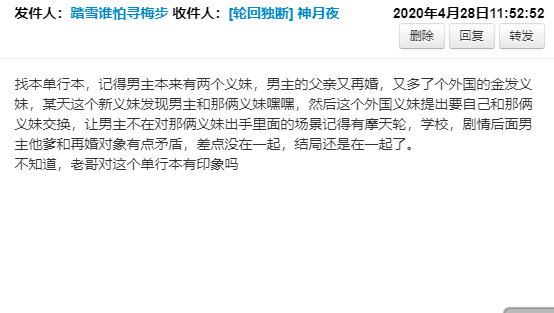 发件人：踏雪谁怕寻梅步 收件人：[轮回独断] 神月夜 2020年4月28日11:52:52
删除 回复 转发
找本单行本，记得男主本来有两个义妹，男主的父亲又再婚，又多了个外国的金发义
妹，某天这个新义妹发现男主和那俩义妹嘿嘿，然后这个外国义妹提出要自己和那俩
义妹交换，让男主不在对那俩义妹出手里面的场景记得有摩天轮，学校，剧情后面男
主他爹和再婚对象有点矛盾，差点没在一起，结局还是在一起了。
不知道，老哥对这个单行本有印象吗